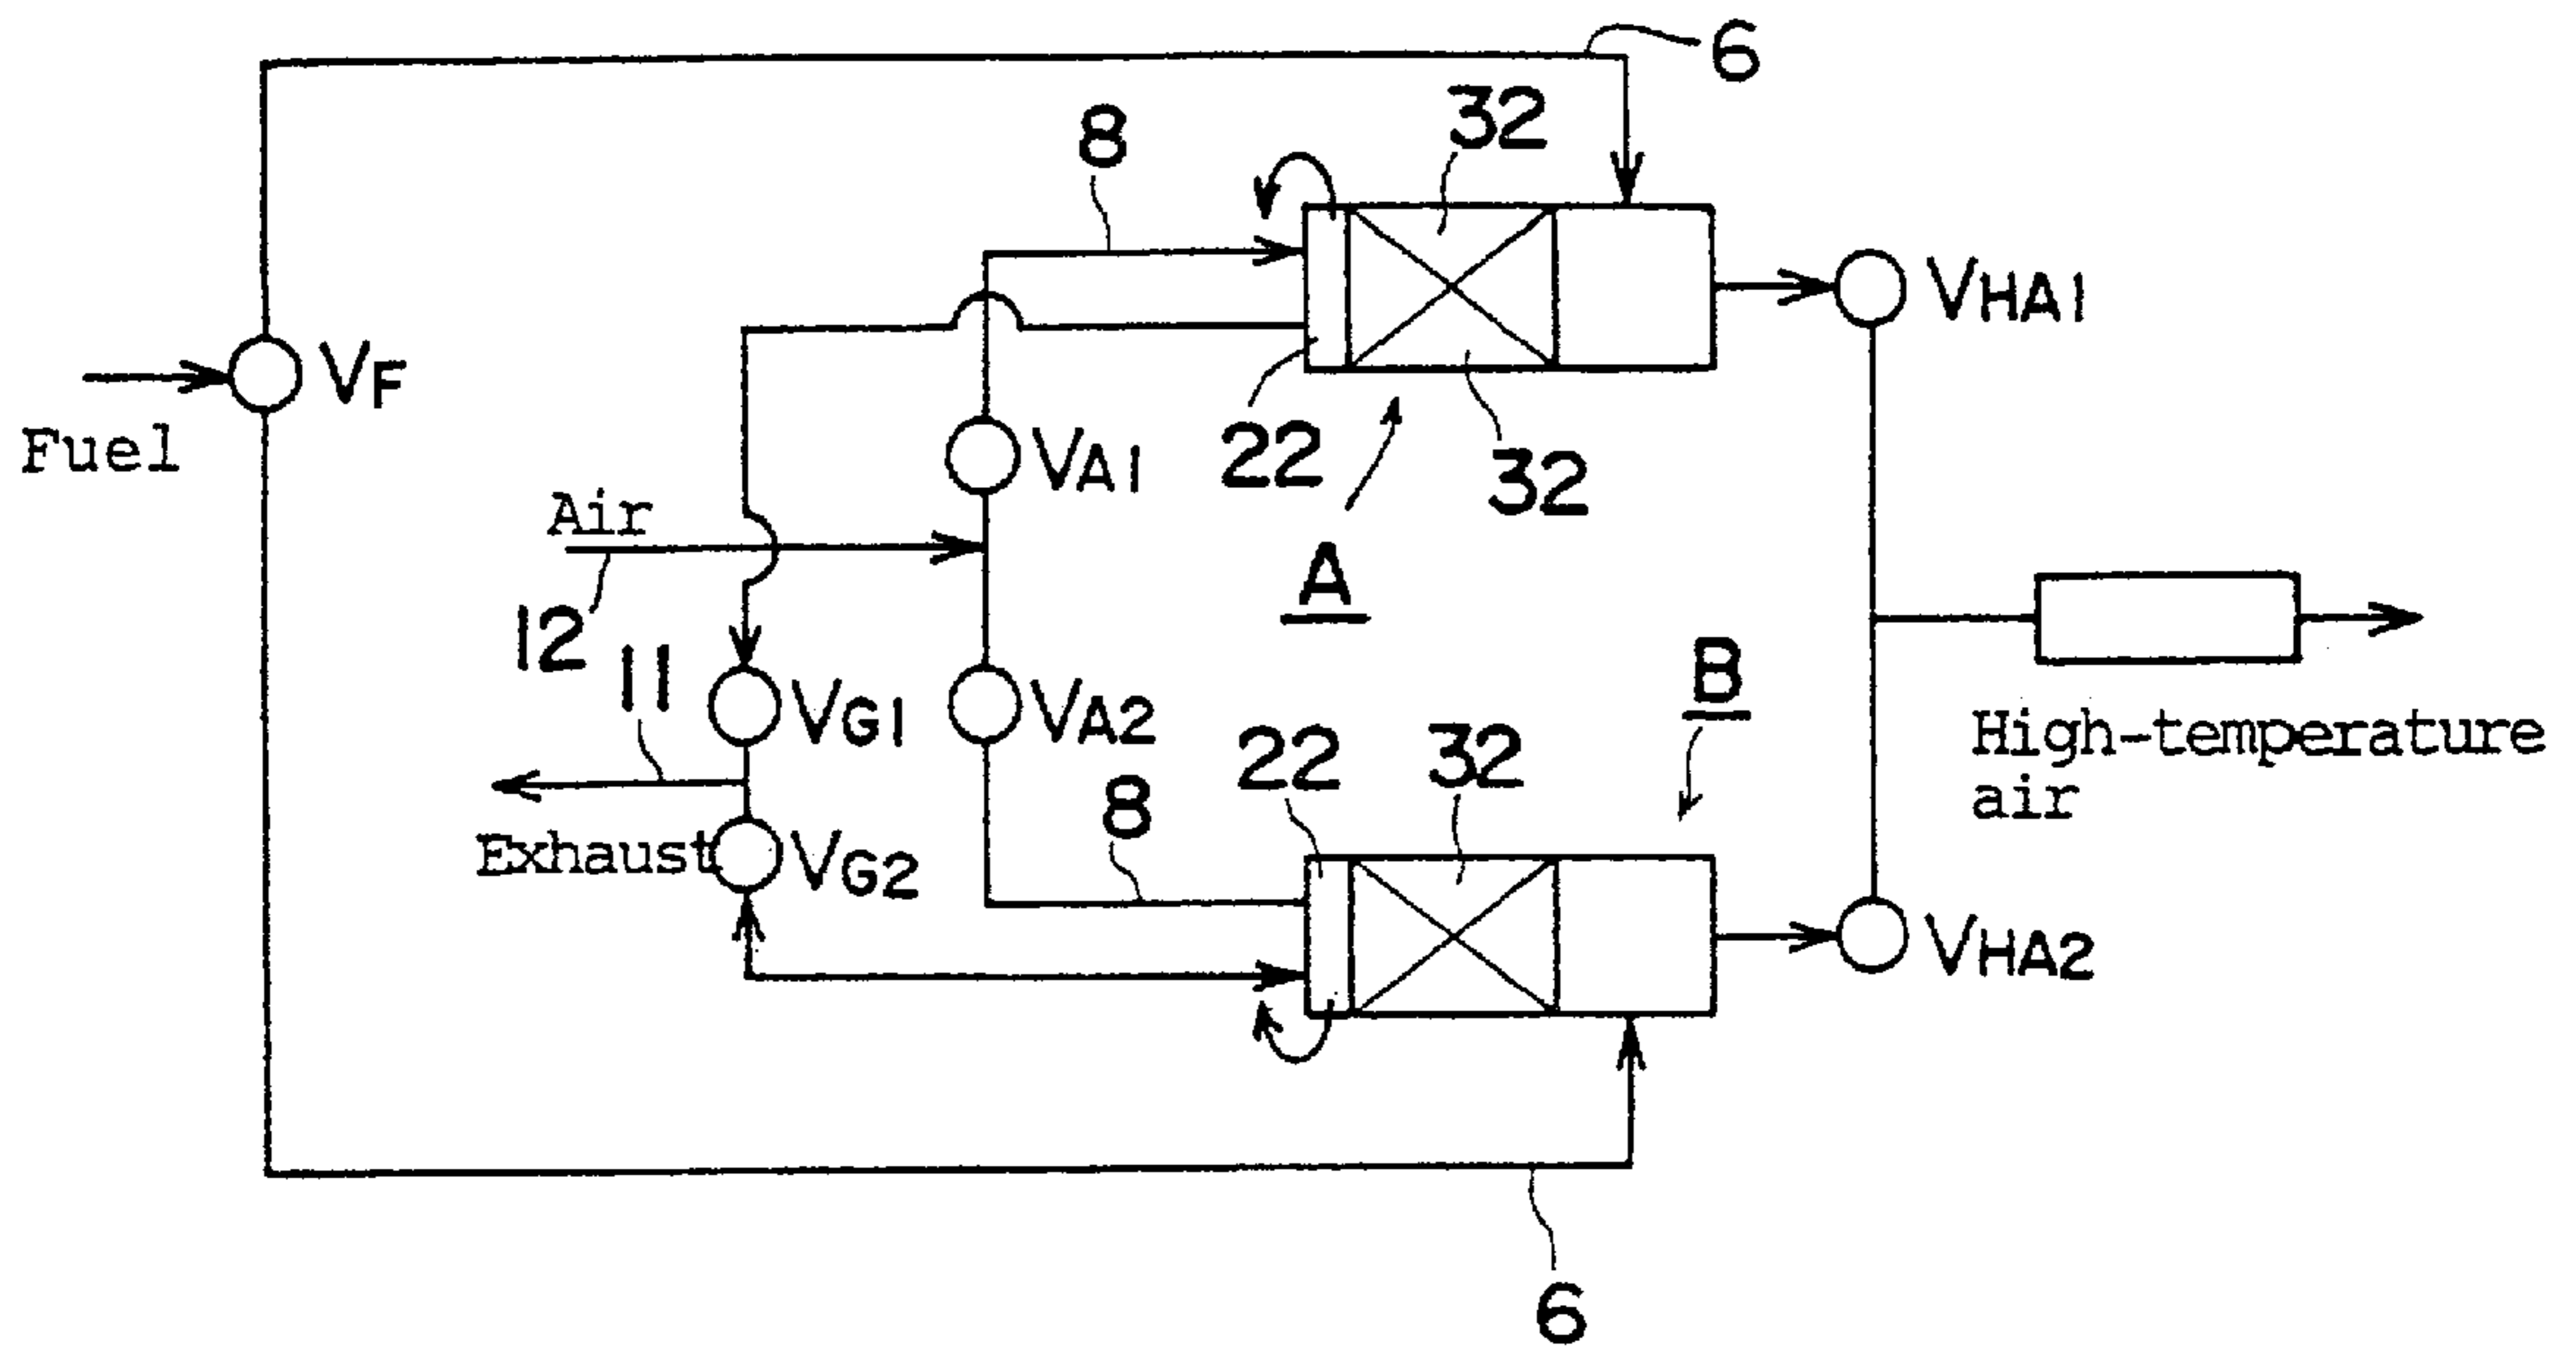 6
32
8
VHA1
VF
22
VA1
Fuel
32
Air
A
12
11
B
VG1
VA2
22
32
High-temperature
air
8
Exhaust
VG2
VHA2
6